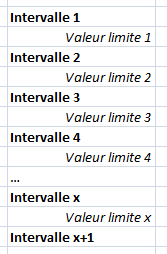 Intervalle 1
Valeur limite 1
Intervalle 2
Valeur limite 2
Intervalle 3
Valeur limite 3
Intervalle 4
Valeur limite 4
...
Intervalle x
Valeur limite x
Intervalle x+1